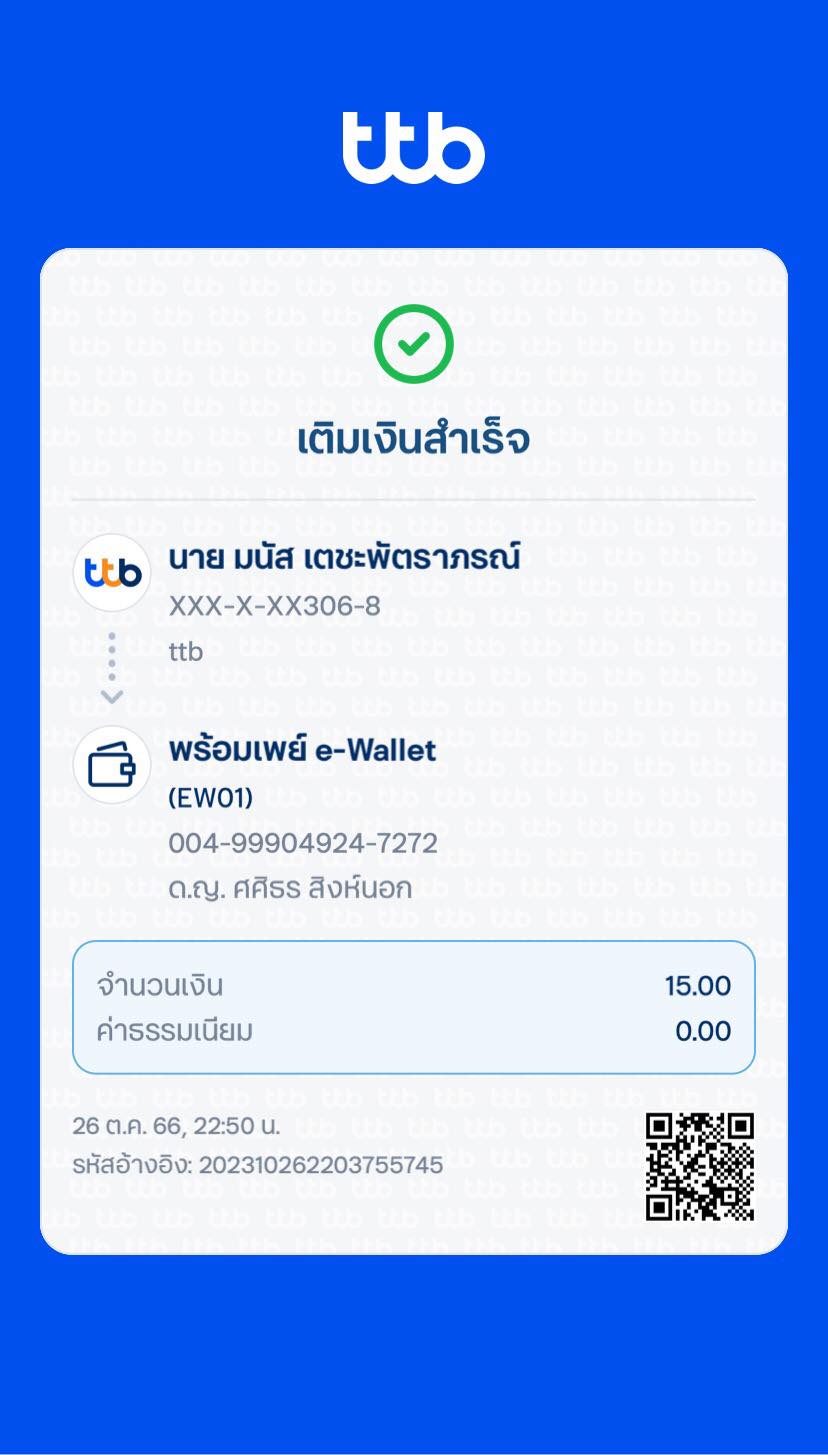 ttb
เติมเงินสำเร็จ
ttb
นาย มนัส เตชะพัตราภรณ์
XXX-X-XX306-8
ttb
พร้อมเพย์ e-Wallet
(EW01)
004-99904924-7272
ด.ญ. ศศิธร สิงห์นอก
จำนวนเงิน 15.00
ค่าธรรมเนียม 0.00
26 ต.ค. 66, 22:50 น.
รหัสอ้างอิง: 202310262203755745